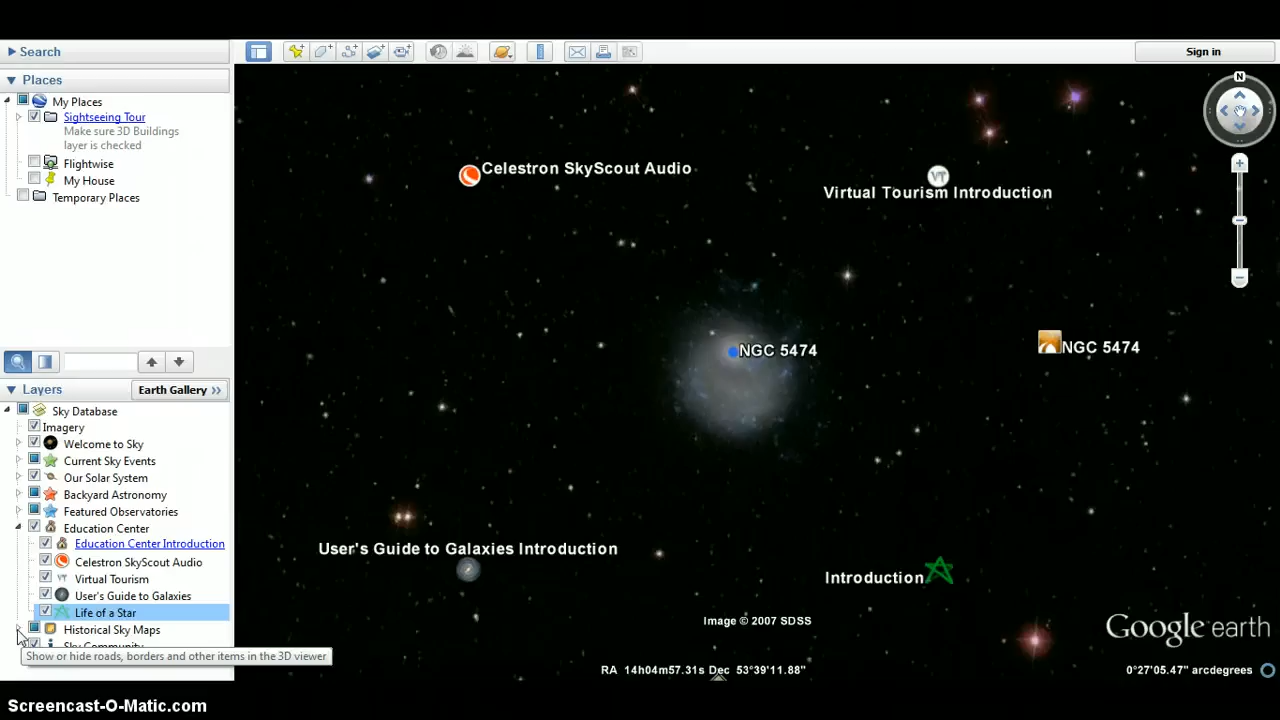 Search
Sign in
Places
My Places
Sightseeing Tour
Make sure 3D Buildings
layer is checked
Flightwise
My House
Temporary Places
Layers
Earth Gallery >>
Sky Database
Imagery
Welcome to Sky
Current Sky Events
Our Solar System
Backyard Astronomy
Featured Observatories
Education Center
Education Center Introduction
Celestron SkyScout Audio
Virtual Tourism
User's Guide to Galaxies
Life of a Star
Historical Sky Maps
Sky Community
Show or hide roads, borders and other items in the 3D viewer
N
Celestron SkyScout Audio
VT
Virtual Tourism Introduction
NGC 5474
NGC 5474
User's Guide to Galaxies Introduction
Introduction
Image © 2007 SDSS
Google earth
RA 14h04m57.31s Dec 53°39'11.88"
0°27'05.47" arcdegrees
Screencast-O-Matic.com